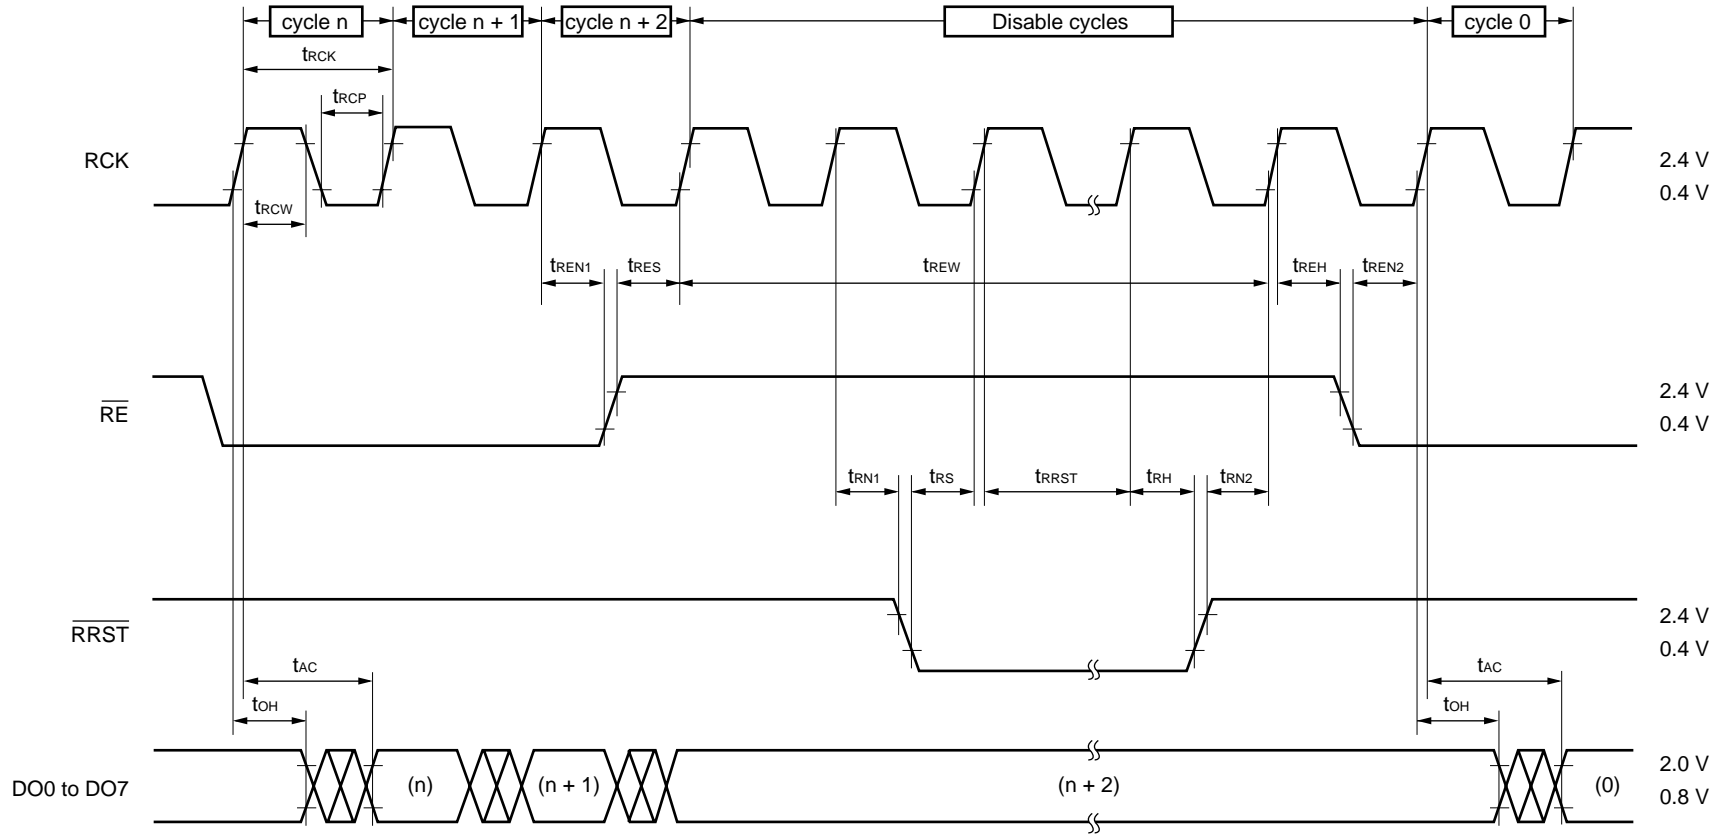 cycle n cycle n + 1 cycle n + 2 Disable cycles cycle 0
tRCK
tRCP
RCK 2.4 V
0.4 V
tRCW
tREN1 tRES tREW tREH tREN2
RE 2.4 V
0.4 V
tRN1 tRS tRRST tRH tRN2
RRST 2.4 V
0.4 V
tAC tAC
tOH tOH
DO0 to DO7 (n) (n + 1) (n + 2) (0) 2.0 V
0.8 V